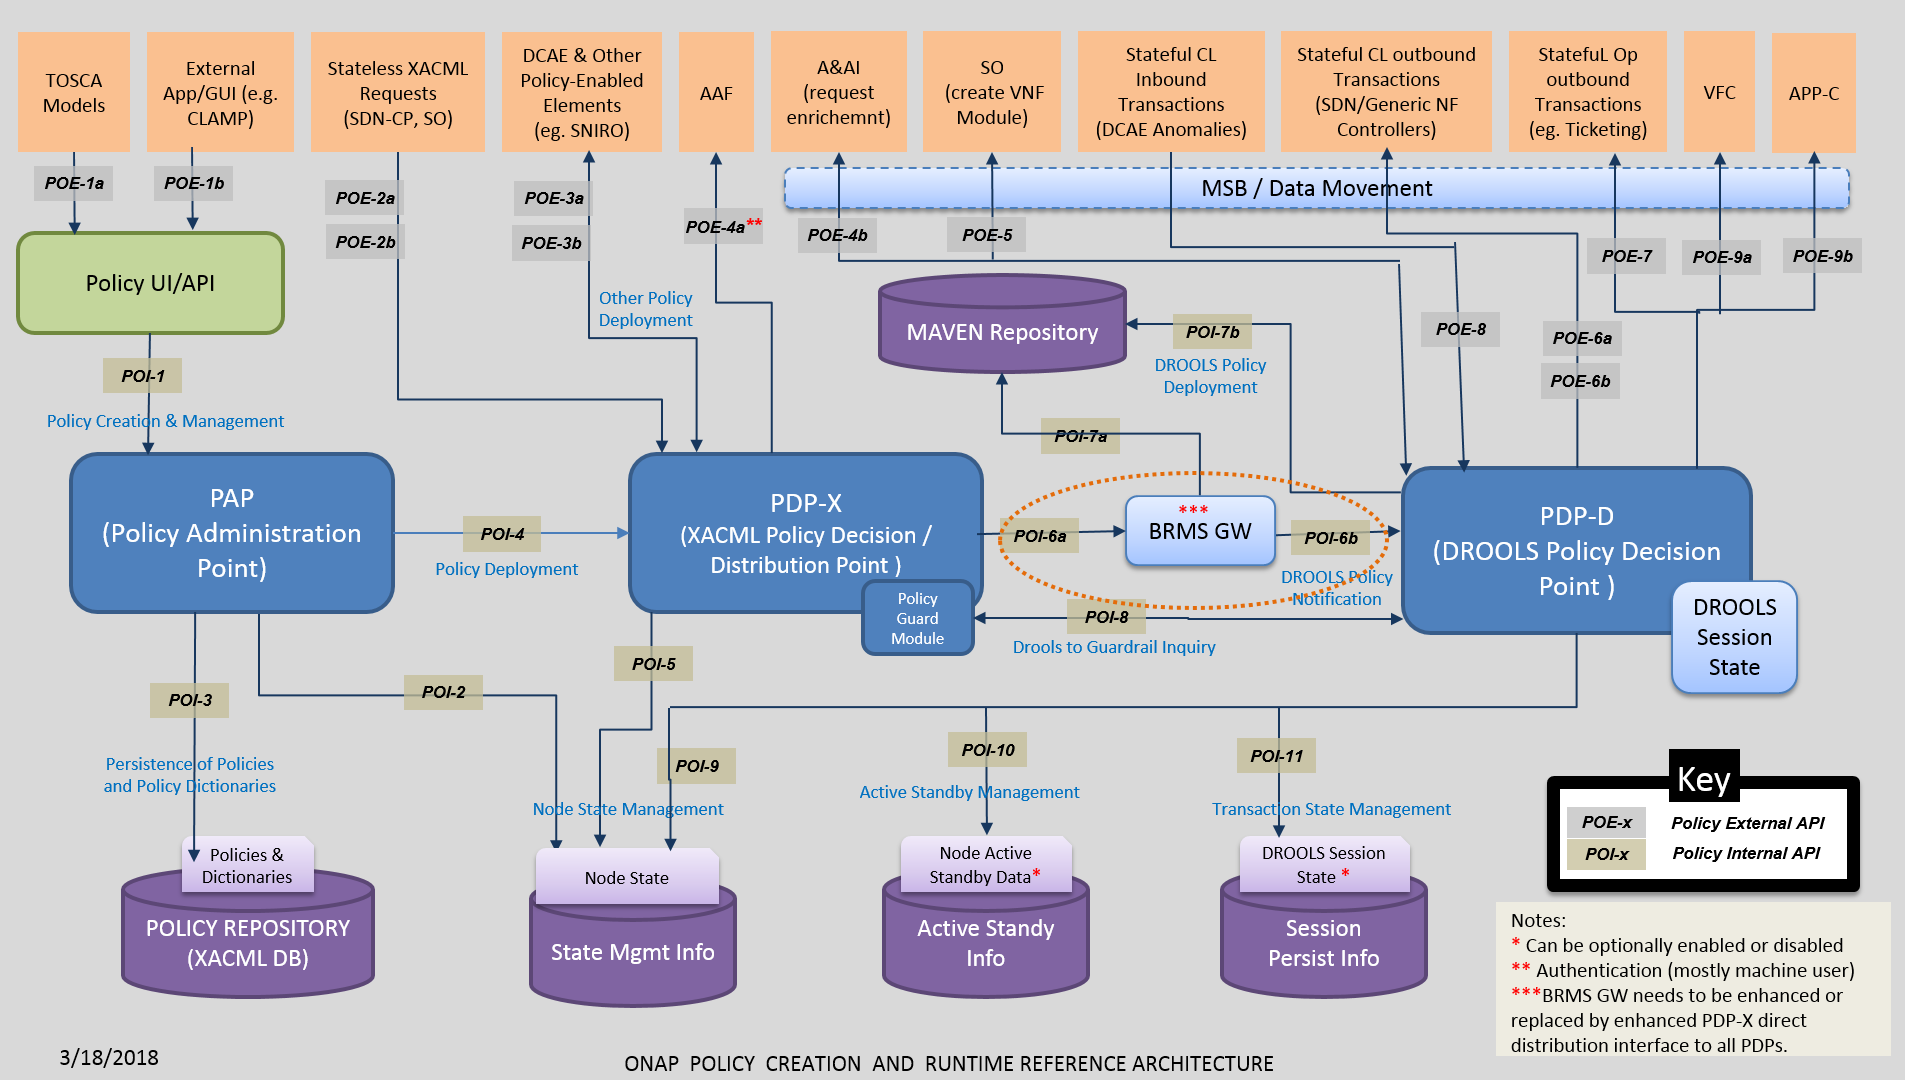 TOSCA
Models
External
App/GUI (e.g.
CLAMP)
Stateless XACML
Requests
(SDN-CP, SO)
DCAE & Other
Policy-Enabled
Elements
(eg. SNIRO)
AAF
A&AI
(request
enrichemnt)
SO
(create VNF
Module)
Stateful CL
Inbound
Transactions
(DCAE Anomalies)
Stateful CL outbound
Transactions
(SDN/Generic NF
Controllers)
StatefuL Op
outbound
Transactions
(eg. Ticketing)
VFC
APP-C
POE-1a
POE-1b
POE-2a
POE-2b
POE-3a
POE-3b
POE-4a**
MSB / Data Movement
POE-4b
POE-5
POE-7
POE-9a
POE-9b
Policy UI/API
Other Policy
Deployment
MAVEN Repository
POI-7b
DROOLS Policy
Deployment
POE-8
POE-6a
POE-6b
POI-1
Policy Creation & Management
POI-7a
PAP
(Policy Administration
Point)
POI-4
Policy Deployment
PDP-X
(XACML Policy Decision /
Distribution Point )
Policy
Guard
Module
POI-6a
***
BRMS GW
POI-6b
DROOLS Policy
Notification
PDP-D
(DROOLS Policy Decision
Point )
DROOLS
Session
State
POI-8
Drools to Guardrail Inquiry
POI-3
POI-2
POI-5
POI-9
POI-10
POI-11
Persistence of Policies
and Policy Dictionaries
Node State Management
Active Standby Management
Transaction State Management
Policies &
Dictionaries
POLICY REPOSITORY
(XACML DB)
Node State
State Mgmt Info
Node Active
Standby Data*
Active Standy
Info
DROOLS Session
State *
Session
Persist Info
Key
POE-x Policy External API
POI-x Policy Internal API
Notes:
* Can be optionally enabled or disabled
** Authentication (mostly machine user)
***BRMS GW needs to be enhanced or
replaced by enhanced PDP-X direct
distribution interface to all PDPs.
3/18/2018
ONAP POLICY CREATION AND RUNTIME REFERENCE ARCHITECTURE